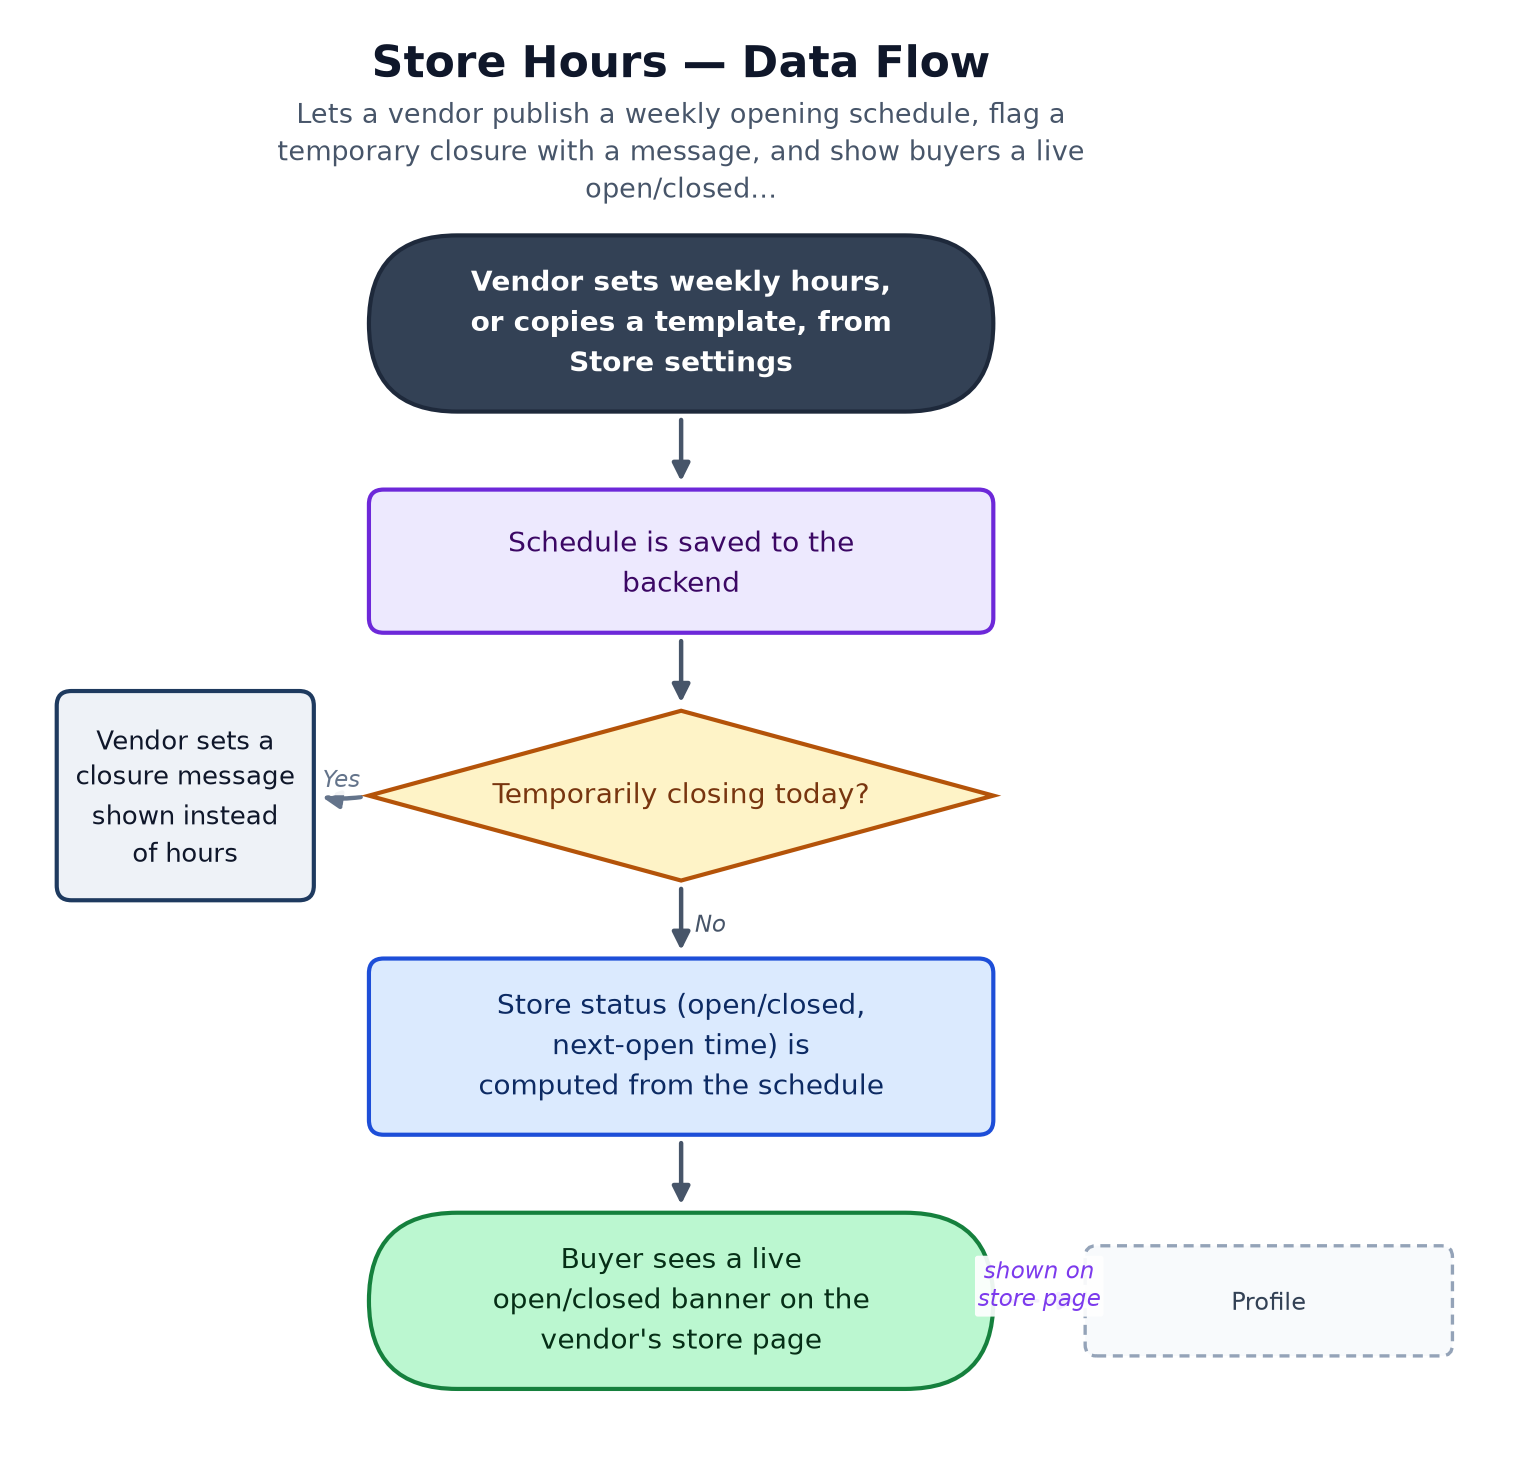 Store Hours — Data Flow
Lets a vendor publish a weekly opening schedule, flag a
temporary closure with a message, and show buyers a live
open/closed...
Vendor sets weekly hours,
or copies a template, from
Store settings
Schedule is saved to the
backend
Vendor sets a
closure message
shown instead
of hours
Yes
Temporarily closing today?
No
Store status (open/closed,
next-open time) is
computed from the schedule
Buyer sees a live
open/closed banner on the
vendor's store page
shown on
store page
Profile